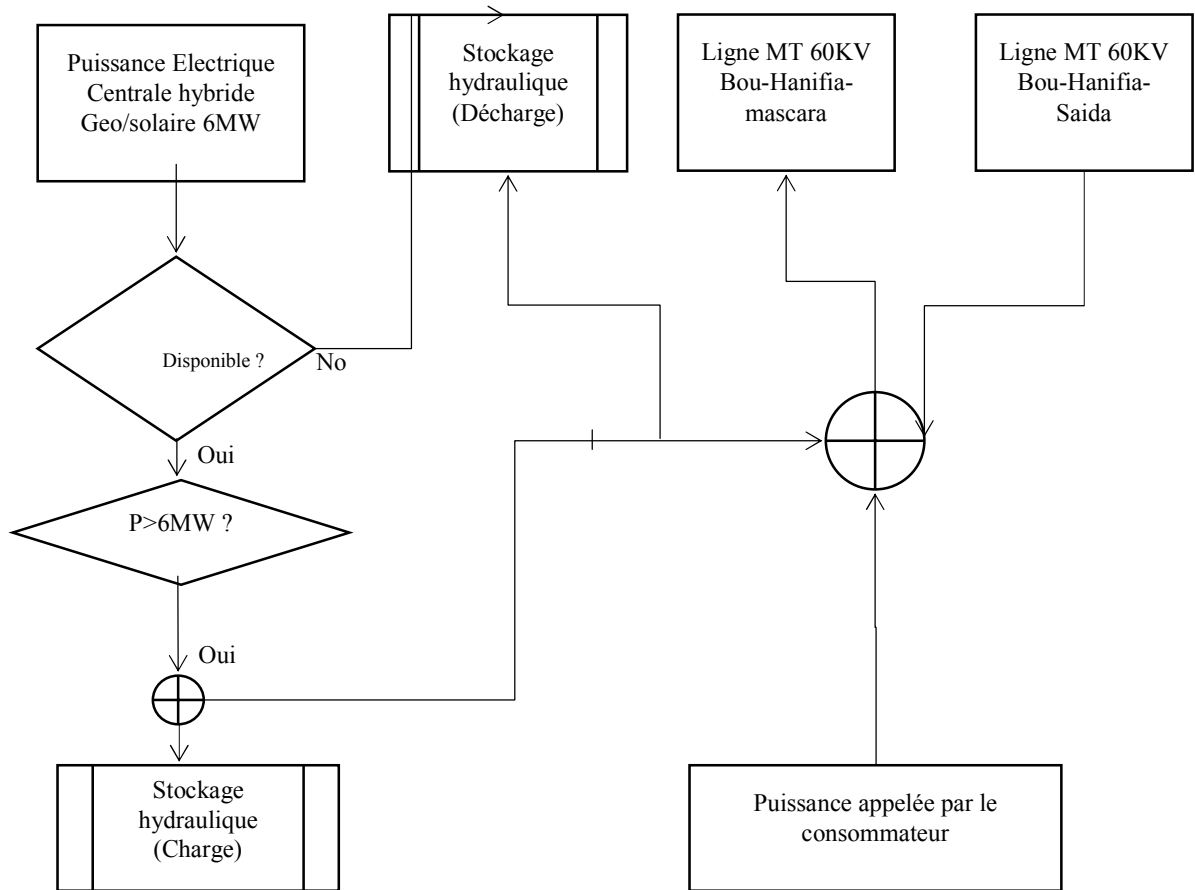 Puissance Electrique
Centrale hybride
Geo/solaire 6MW
Stockage
hydraulique
(Décharge)
Ligne MT 60KV
Bou-Hanifia-
mascara
Ligne MT 60KV
Bou-Hanifia-
Saida
Disponible ?
No
Oui
P>6MW ?
Oui
Stockage
hydraulique
(Charge)
Puissance appelée par le
consommateur